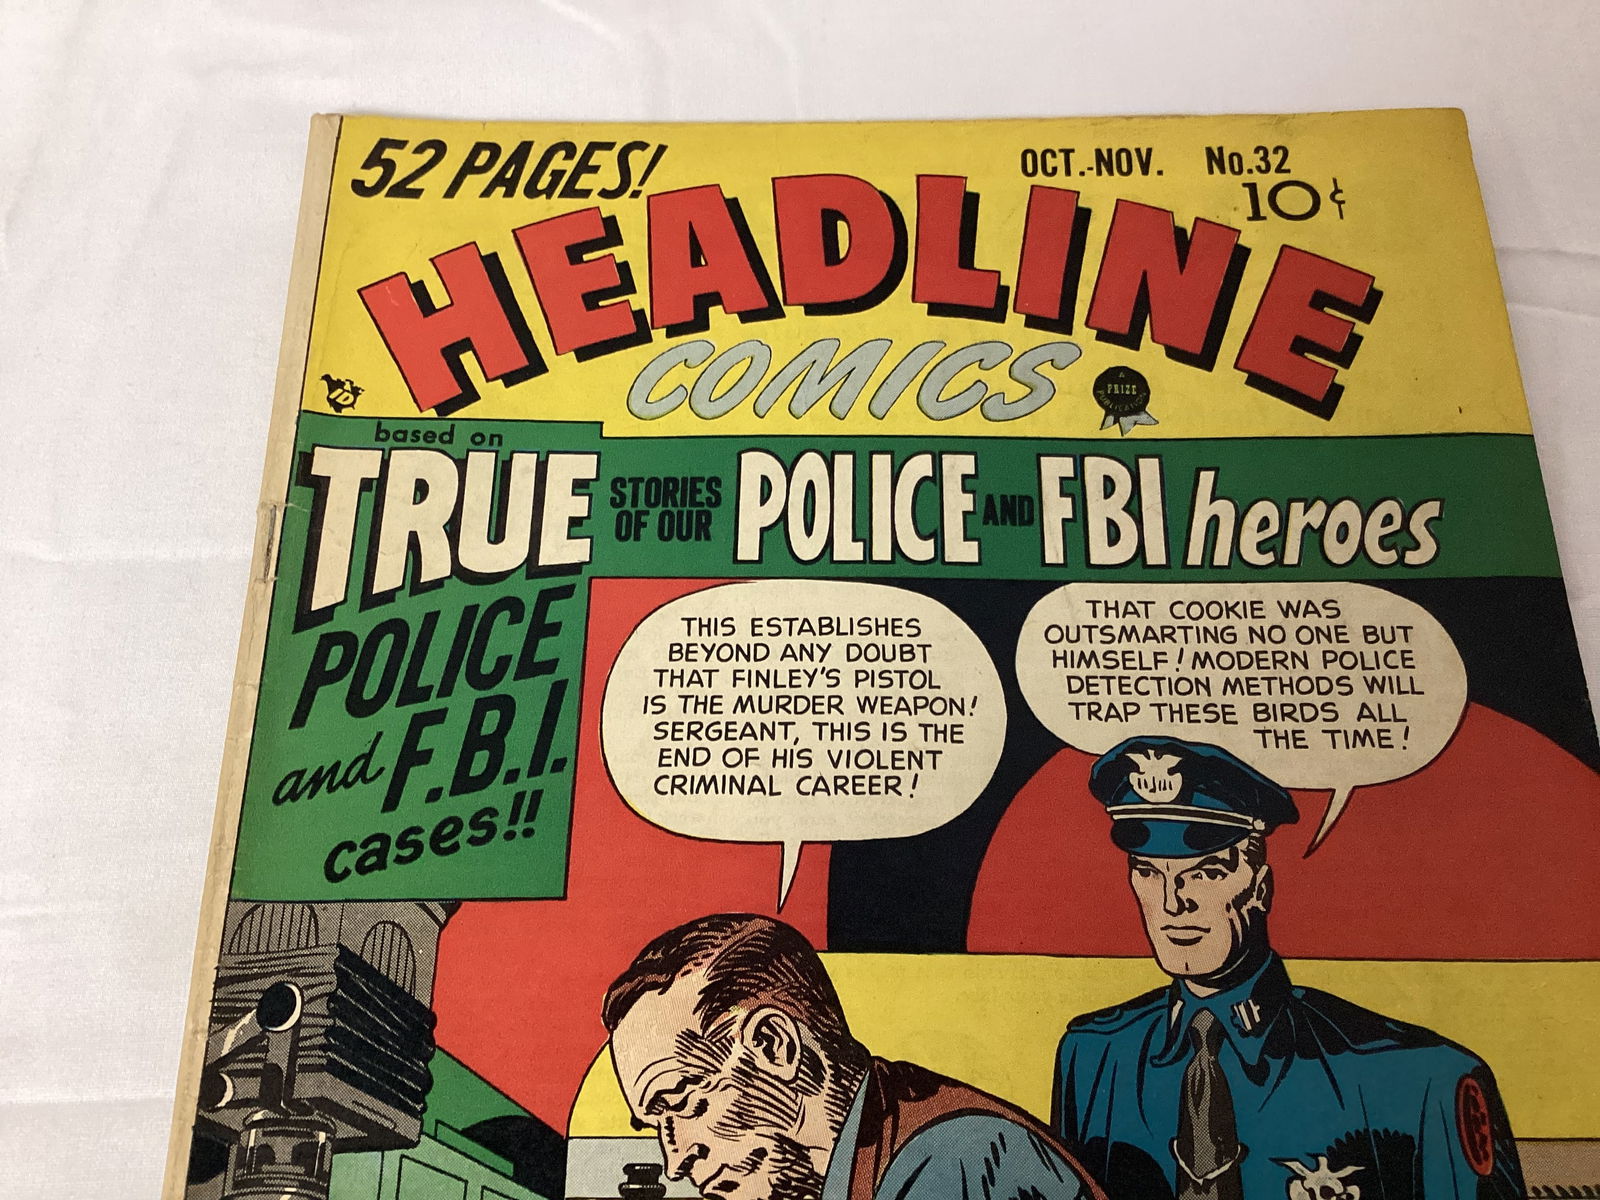 52 PAGES!
OCT.-NOV. No.32
10¢
HEADLINE
COMICS
A
PRIZE
PUBLICATION
ID
based on
TRUE
STORIES
OF OUR
POLICE AND FBI heroes
POLICE
and F.B.I.
cases!!
THIS ESTABLISHES
BEYOND ANY DOUBT
THAT FINLEY'S PISTOL
IS THE MURDER WEAPON!
SERGEANT, THIS IS THE
END OF HIS VIOLENT
CRIMINAL CAREER!
THAT COOKIE WAS
OUTSMARTING NO ONE BUT
HIMSELF! MODERN POLICE
DETECTION METHODS WILL
TRAP THESE BIRDS ALL
THE TIME!